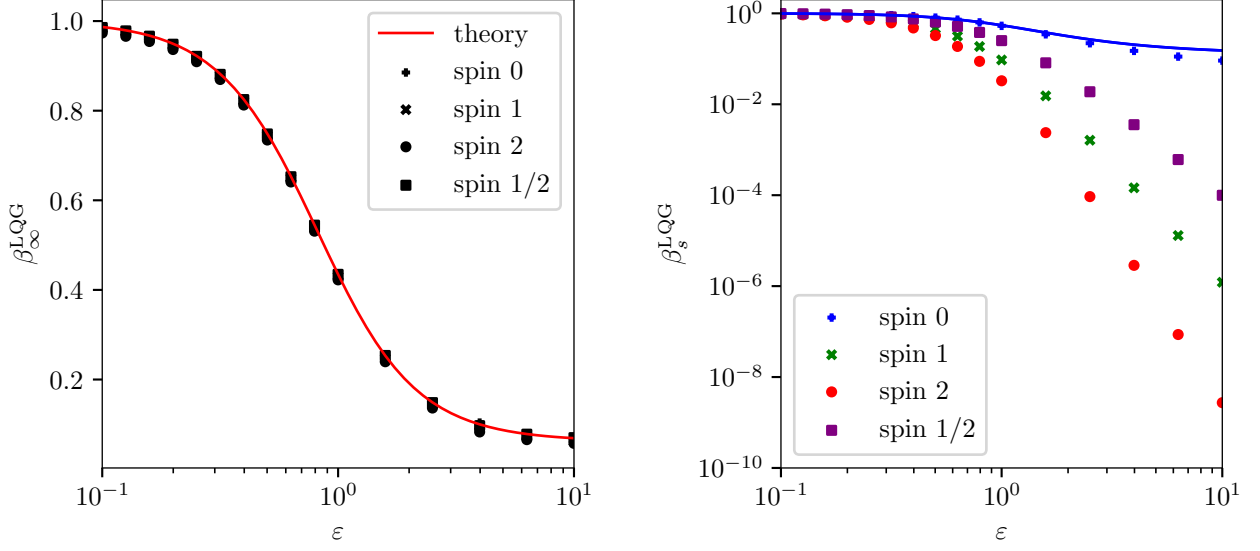 1.0
0.8
0.6
0.4
0.2
10⁻¹
10⁰
10¹
ε
β∞^LQG
theory
spin 0
spin 1
spin 2
spin 1/2
10⁰
10⁻²
10⁻⁴
10⁻⁶
10⁻⁸
10⁻¹⁰
10⁻¹
10⁰
10¹
ε
βₛ^LQG
spin 0
spin 1
spin 2
spin 1/2